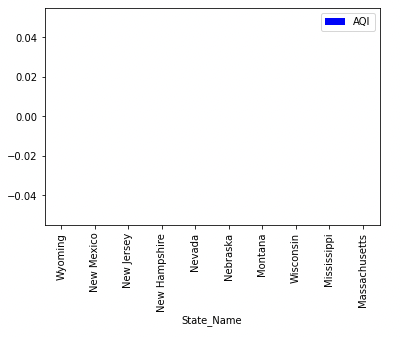 AQI
0.04
0.02
0.00
−0.02
−0.04
Wyoming
New Mexico
New Jersey
New Hampshire
Nevada
Nebraska
Montana
Wisconsin
Mississippi
Massachusetts
State_Name